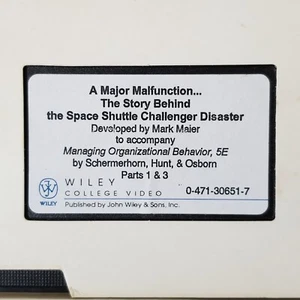 A Major Malfunction...
The Story Behind
the Space Shuttle Challenger Disaster
Developed by Mark Maier
to accompany
Managing Organizational Behavior, 5E
by Schermerhorn, Hunt, & Osborn
Parts 1 & 3
WILEY
COLLEGE VIDEO
0-471-30651-7
WILEY
Published by John Wiley & Sons, Inc.